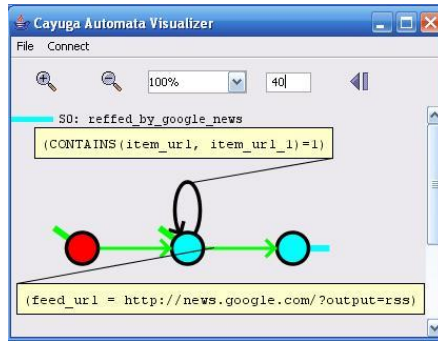 Cayuga Automata Visualizer
File Connect
100% 40
S0: reffed_by_google_news
(CONTAINS(item_url, item_url_1)=1)
(feed_url = http://news.google.com/?output=rss)